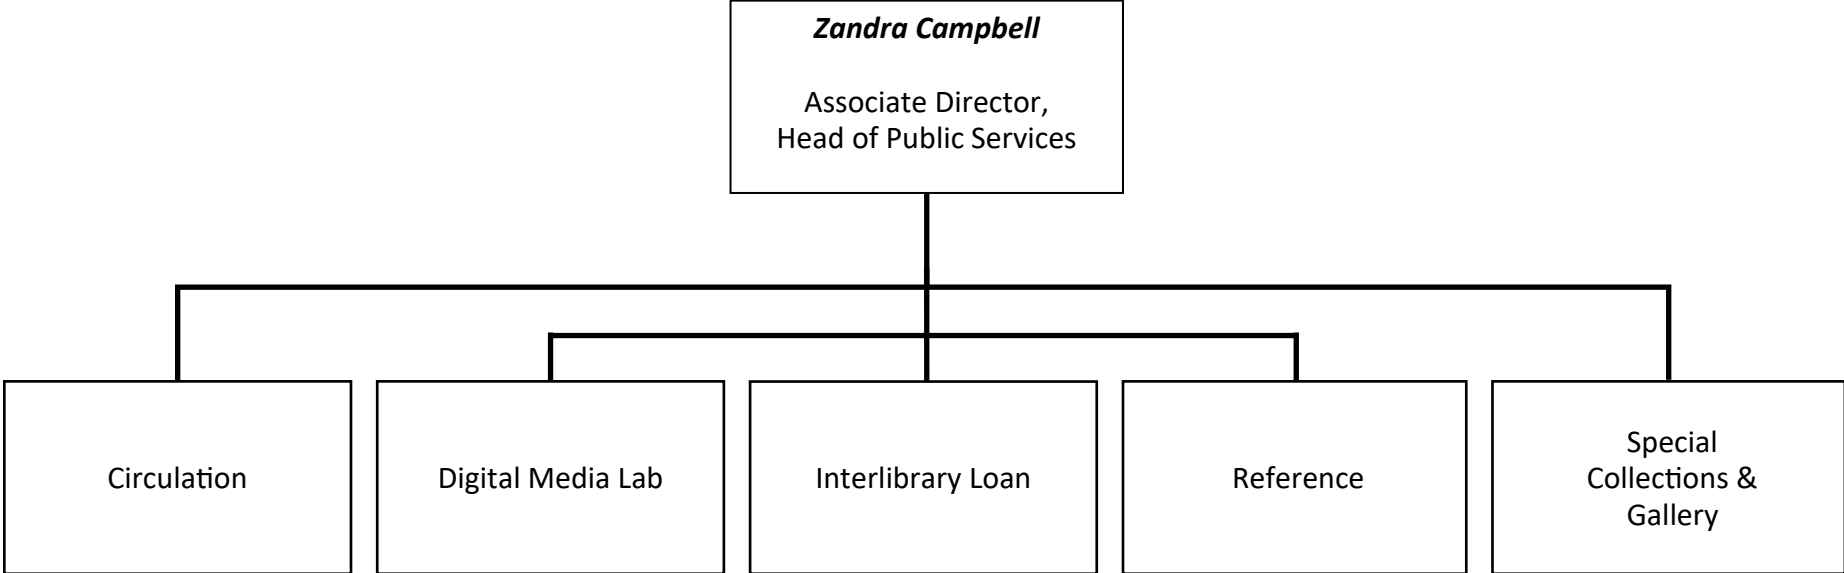 Zandra Campbell
Associate Director,
Head of Public Services
Circulation
Digital Media Lab
Interlibrary Loan
Reference
Special
Collections &
Gallery